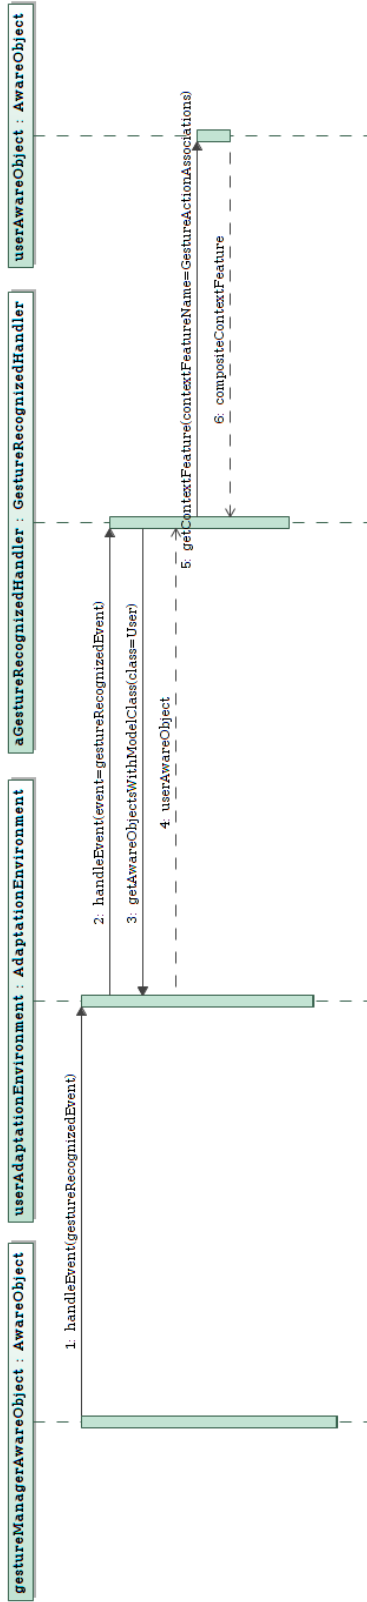 gestureManagerAwareObject : AwareObject
userAdaptationEnvironment : AdaptationEnvironment
aGestureRecognizedHandler : GestureRecognizedHandler
userAwareObject : AwareObject
1: handleEvent(gestureRecognizedEvent)
2: handleEvent(event=gestureRecognizedEvent)
3: getAwareObjectsWithModelClass(class=User)
4: userAwareObject
5: getContextFeature(contextFeatureName=GestureActionAssociations)
6: compositeContextFeature